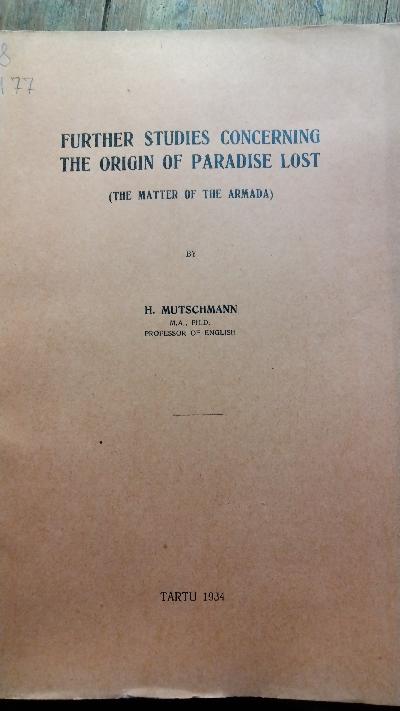 8
177
FURTHER STUDIES CONCERNING
THE ORIGIN OF PARADISE LOST
(THE MATTER OF THE ARMADA)
BY
H. MUTSCHMANN
M.A., PH.D.
PROFESSOR OF ENGLISH
TARTU 1934